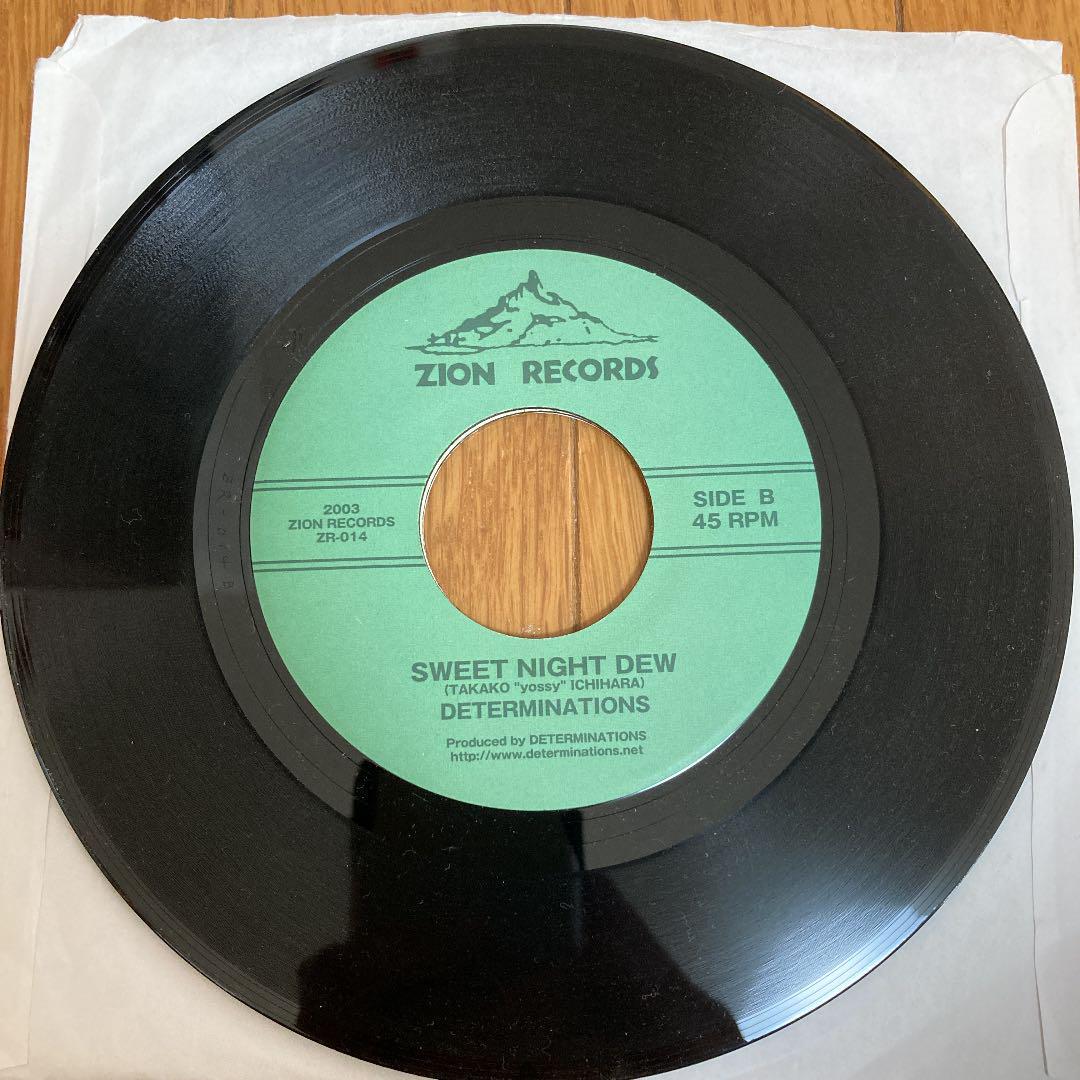 ZION RECORDS
2003
ZION RECORDS
ZR-014
SIDE B
45 RPM
SWEET NIGHT DEW
(TAKAKO "yossy" ICHIHARA)
DETERMINATIONS
Produced by DETERMINATIONS
http://www.determinations.net